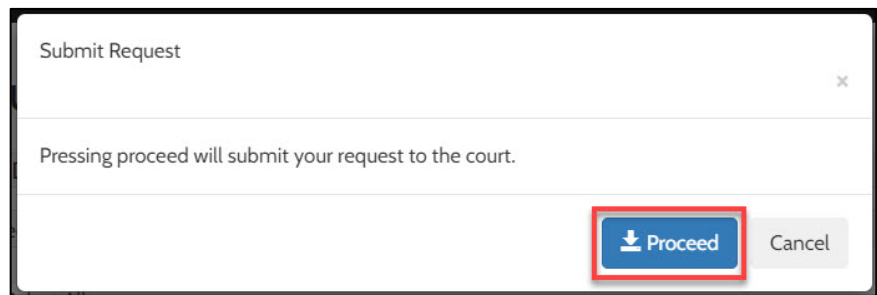 Submit Request
×
Pressing proceed will submit your request to the court.
Proceed Cancel